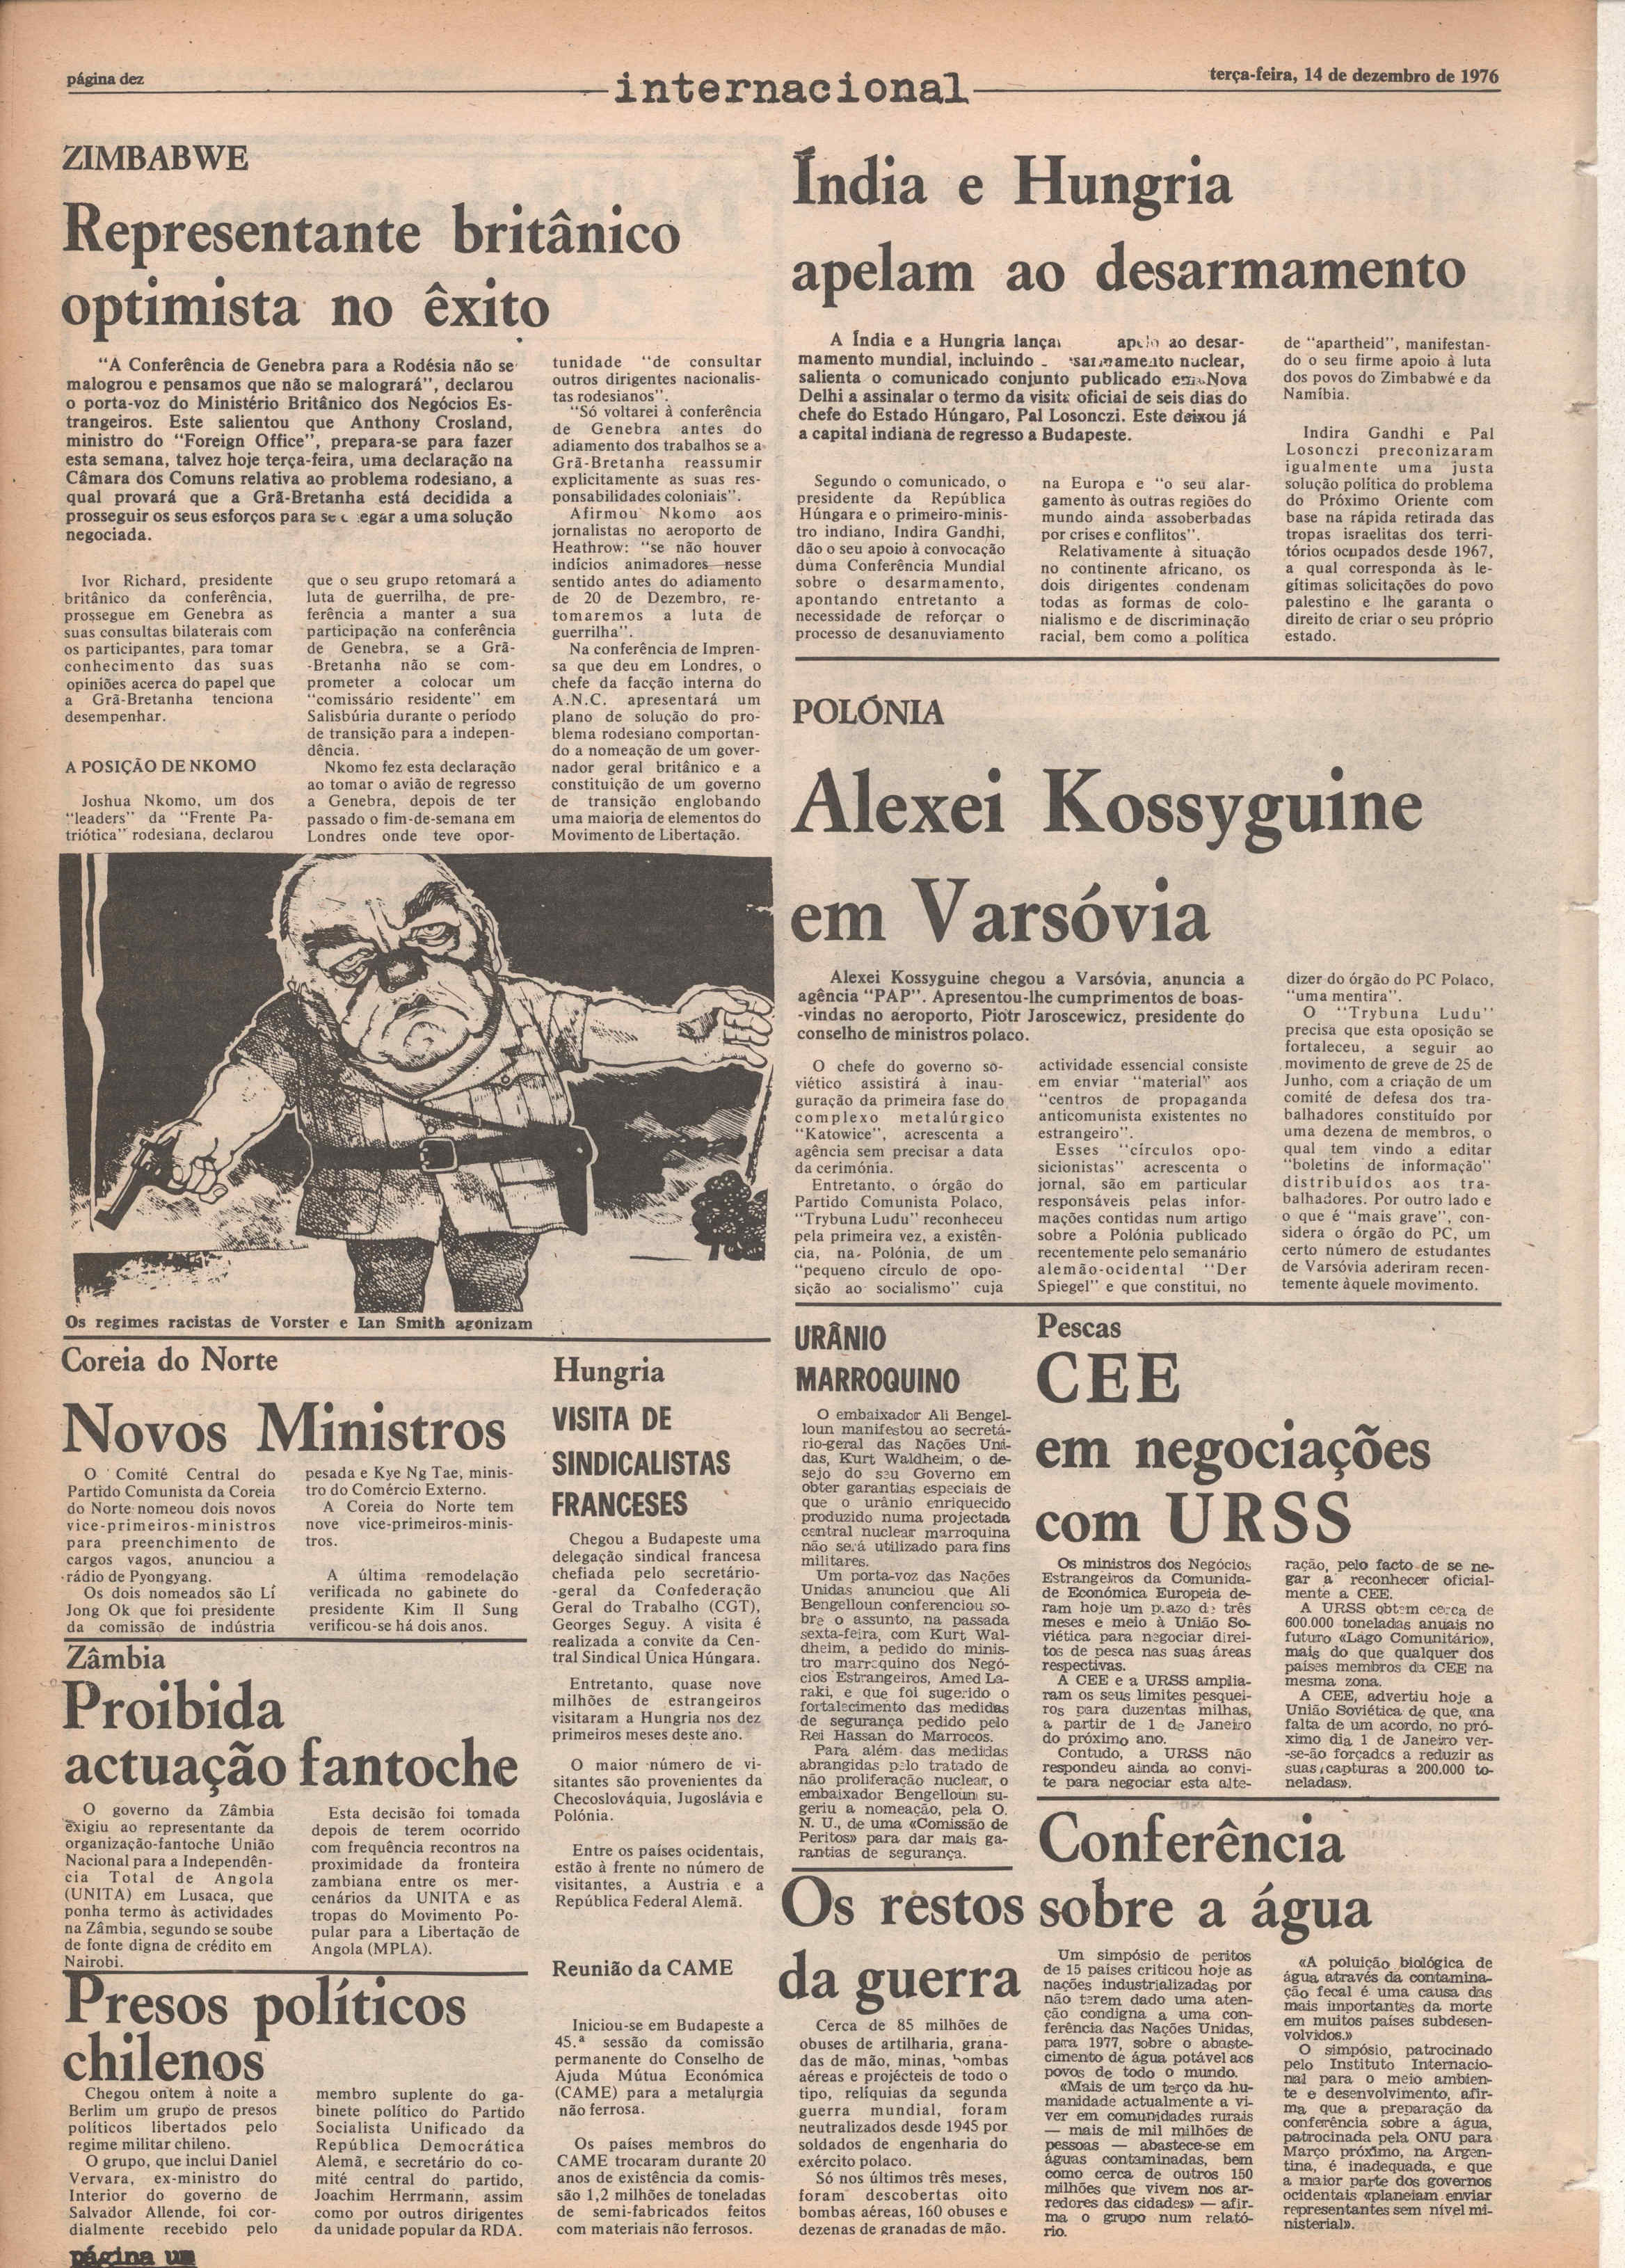 página dez
internacional
terça-feira, 14 de dezembro de 1976
ZIMBABWE
Representante britânico
optimista no êxito
"A Conferência de Genebra para a Rodésia não se
malogrou e pensamos que não se malogrará", declarou
o porta-voz do Ministério Britânico dos Negócios Es-
trangeiros. Este salientou que Anthony Crosland,
ministro do "Foreign Office", prepara-se para fazer
esta semana, talvez hoje terça-feira, uma declaração na
Câmara dos Comuns relativa ao problema rodesiano, a
qual provará que a Grã-Bretanha está decidida a
prosseguir os seus esforços para se egar a uma solução
negociada.
Ivor Richard, presidente
britânico da conferência,
prossegue em Genebra as
suas consultas bilaterais com
os participantes, para tomar
conhecimento das suas
opiniões acerca do papel que
a Grã-Bretanha tenciona
desempenhar.
A POSIÇÃO DE NKOMO
Joshua Nkomo, um dos
"leaders" da "Frente Pa-
triótica" rodesiana, declarou
que o seu grupo retomará a
luta de guerrilha, de pre-
ferência a manter a sua
participação na conferência
de Genebra, se a Grã-
-Bretanha não se com-
prometer a colocar um
"comissário residente" em
Salisbúria durante o período
de transição para a indepen-
dência.
Nkomo fez esta declaração
ao tomar o avião de regresso
a Genebra, depois de ter
passado o fim-de-semana em
Londres onde teve opor-
tunidade "de consultar
outros dirigentes nacionalis-
tas rodesianos".
"Só voltarei à conferência
de Genebra antes do
adiamento dos trabalhos se a
Grã-Bretanha reassumir
explicitamente as suas res-
ponsabilidades coloniais".
Afirmou Nkomo aos
jornalistas no aeroporto de
Heathrow: "se não houver
indícios animadores nesse
sentido antes do adiamento
de 20 de Dezembro, re-
tomaremos a luta de
guerrilha".
Na conferência de Impren-
sa que deu em Londres, o
chefe da facção interna do
A.N.C. apresentará um
plano de solução do pro-
blema rodesiano comportan-
do a nomeação de um gover-
nador geral britânico e a
constituição de um governo
de transição englobando
uma maioria de elementos do
Movimento de Libertação.
Os regimes racistas de Vorster e Ian Smith agonizam
Índia e Hungria
apelam ao desarmamento
A Índia e a Hungria lança apelo ao desar-
mamento mundial, incluindo sarmamento nuclear,
salienta o comunicado conjunto publicado em Nova
Delhi a assinalar o termo da visita oficial de seis dias do
chefe do Estado Húngaro, Pal Losonczi. Este deixou já
a capital indiana de regresso a Budapeste.
Segundo o comunicado, o
presidente da República
Húngara e o primeiro-minis-
tro indiano, Indira Gandhi,
dão o seu apoio à convocação
duma Conferência Mundial
sobre o desarmamento,
apontando entretanto a
necessidade de reforçar o
processo de desanuviamento
na Europa e "o seu alar-
gamento às outras regiões do
mundo ainda assoberbadas
por crises e conflitos".
Relativamente à situação
no continente africano, os
dois dirigentes condenam
todas as formas de colo-
nialismo e de discriminação
racial, bem como a política
de "apartheid", manifestan-
do o seu firme apoio à luta
dos povos do Zimbabwé e da
Namíbia.
Indira Gandhi e Pal
Losonczi preconizaram
igualmente uma justa
solução política do problema
do Próximo Oriente com
base na rápida retirada das
tropas israelitas dos terri-
tórios ocupados desde 1967,
a qual corresponda às le-
gítimas solicitações do povo
palestino e lhe garanta o
direito de criar o seu próprio
estado.
POLÓNIA
Alexei Kossyguine
em Varsóvia
Alexei Kossyguine chegou a Varsóvia, anuncia a
agência "PAP". Apresentou-lhe cumprimentos de boas-
-vindas no aeroporto, Piotr Jaroscewicz, presidente do
conselho de ministros polaco.
O chefe do governo so-
viético assistirá à inau-
guração da primeira fase do
complexo metalúrgico
"Katowice", acrescenta a
agência sem precisar a data
da cerimónia.
Entretanto, o órgão do
Partido Comunista Polaco,
"Trybuna Ludu" reconheceu
pela primeira vez, a existên-
cia, na Polónia, de um
"pequeno círculo de opo-
sição ao socialismo" cuja
actividade essencial consiste
em enviar "material" aos
"centros de propaganda
anticomunista existentes no
estrangeiro".
Esses "círculos opo-
sicionistas" acrescenta o
jornal, são em particular
responsáveis pelas infor-
mações contidas num artigo
sobre a Polónia publicado
recentemente pelo semanário
alemão-ocidental "Der
Spiegel" e que constitui, no
dizer do órgão do PC Polaco,
"uma mentira".
O "Trybuna Ludu"
precisa que esta oposição se
fortaleceu, a seguir ao
movimento de greve de 25 de
Junho, com a criação de um
comité de defesa dos tra-
balhadores constituído por
uma dezena de membros, o
qual tem vindo a editar
"boletins de informação"
distribuídos aos tra-
balhadores. Por outro lado e
o que é "mais grave", con-
sidera o órgão do PC, um
certo número de estudantes
de Varsóvia aderiram recen-
temente àquele movimento.
Coreia do Norte
Novos Ministros
O Comité Central do
Partido Comunista da Coreia
do Norte nomeou dois novos
vice-primeiros-ministros
para preenchimento de
cargos vagos, anunciou a
rádio de Pyongyang.
Os dois nomeados são Lí
Jong Ok que foi presidente
da comissão de indústria
pesada e Kye Ng Tae, minis-
tro do Comércio Externo.
A Coreia do Norte tem
nove vice-primeiros-minis-
tros.
A última remodelação
verificada no gabinete do
presidente Kim Il Sung
verificou-se há dois anos.
Zâmbia
Proibida
actuação fantoche
O governo da Zâmbia
exigiu ao representante da
organização-fantoche União
Nacional para a Independên-
cia Total de Angola
(UNITA) em Lusaca, que
ponha termo às actividades
na Zâmbia, segundo se soube
de fonte digna de crédito em
Nairobi.
Esta decisão foi tomada
depois de terem ocorrido
com frequência recontros na
proximidade da fronteira
zambiana entre os mer-
cenários da UNITA e as
tropas do Movimento Po-
pular para a Libertação de
Angola (MPLA).
Presos políticos
chilenos
Chegou ontem à noite a
Berlim um grupo de presos
políticos libertados pelo
regime militar chileno.
O grupo, que inclui Daniel
Vervara, ex-ministro do
Interior do governo de
Salvador Allende, foi cor-
dialmente recebido pelo
membro suplente do ga-
binete político do Partido
Socialista Unificado da
República Democrática
Alemã, e secretário do co-
mité central do partido,
Joachim Herrmann, assim
como por outros dirigentes
da unidade popular da RDA.
Hungria
VISITA DE
SINDICALISTAS
FRANCESES
Chegou a Budapeste uma
delegação sindical francesa
chefiada pelo secretário-
-geral da Confederação
Geral do Trabalho (CGT),
Georges Seguy. A visita é
realizada a convite da Cen-
tral Sindical Única Húngara.
Entretanto, quase nove
milhões de estrangeiros
visitaram a Hungria nos dez
primeiros meses deste ano.
O maior número de vi-
sitantes são provenientes da
Checoslováquia, Jugoslávia e
Polónia.
Entre os países ocidentais,
estão à frente no número de
visitantes, a Austria e a
República Federal Alemã.
Reunião da CAME
Iniciou-se em Budapeste a
45.ª sessão da comissão
permanente do Conselho de
Ajuda Mútua Económica
(CAME) para a metalurgia
não ferrosa.
Os países membros do
CAME trocaram durante 20
anos de existência da comis-
são 1,2 milhões de toneladas
de semi-fabricados feitos
com materiais não ferrosos.
URÂNIO
MARROQUINO
O embaixador Ali Bengel-
loun manifestou ao secretá-
rio-geral das Nações Uni-
das, Kurt Waldheim, o de-
sejo do seu Governo em
obter garantias especiais de
que o urânio enriquecido
produzido numa projectada
central nuclear marroquina
não será utilizado para fins
militares.
Um porta-voz das Nações
Unidas anunciou que Ali
Bengelloun conferenciou so-
bre o assunto, na passada
sexta-feira, com Kurt Wal-
dheim, a pedido do minis-
tro marroquino dos Negó-
cios Estrangeiros, Amed La-
raki, e que foi sugerido o
fortalecimento das medidas
de segurança pedido pelo
Rei Hassan do Marrocos.
Para além das medidas
abrangidas pelo tratado de
não proliferação nuclear, o
embaixador Bengelloun su-
geriu a nomeação, pela O.
N. U., de uma «Comissão de
Peritos» para dar mais ga-
rantias de segurança.
Pescas
CEE
em negociações
com URSS
Os ministros dos Negócios
Estrangeiros da Comunida-
de Económica Europeia de-
ram hoje um prazo de três
meses e meio à União So-
viética para negociar direi-
tos de pesca nas suas áreas
respectivas.
A CEE e a URSS amplia-
ram os seus limites pesquei-
ros para duzentas milhas,
a partir de 1 de Janeiro
do próximo ano.
Contudo, a URSS não
respondeu ainda ao convi-
te para negociar esta alte-
ração, pelo facto de se ne-
gar a reconhecer oficial-
mente a CEE.
A URSS obtem cerca de
600.000 toneladas anuais no
futuro «Lago Comunitário»,
mais do que qualquer dos
países membros da CEE na
mesma zona.
A CEE, advertiu hoje a
União Soviética de que, «na
falta de um acordo, no pró-
ximo dia 1 de Janeiro ver-
-se-ão forçados a reduzir as
suas capturas a 200.000 to-
neladas».
Os restos
da guerra
Cerca de 85 milhões de
obuses de artilharia, grana-
das de mão, minas, bombas
aéreas e projécteis de todo o
tipo, relíquias da segunda
guerra mundial, foram
neutralizados desde 1945 por
soldados de engenharia do
exército polaco.
Só nos últimos três meses,
foram descobertas oito
bombas aéreas, 160 obuses e
dezenas de granadas de mão.
Conferência
sobre a água
Um simpósio de peritos
de 15 países criticou hoje as
nações industrializadas por
não terem dado uma aten-
ção condigna a uma con-
ferência das Nações Unidas,
para 1977, sobre o abaste-
cimento de água potável aos
povos de todo o mundo.
«Mais de um terço da hu-
manidade actualmente a vi-
ver em comunidades rurais
— mais de mil milhões de
pessoas — abastece-se em
águas contaminadas, bem
como cerca de outros 150
milhões que vivem nos ar-
redores das cidades» — afir-
ma o grupo num relató-
rio.
«A poluição biológica de
água através da contamina-
ção fecal é uma causa das
mais importantes da morte
em muitos países subdesen-
volvidos.»
O simpósio, patrocinado
pelo Instituto Internacio-
nal para o meio ambien-
te e desenvolvimento, afir-
ma que a preparação da
conferência sobre a água,
patrocinada pela ONU para
Março próximo, na Argen-
tina, é inadequada, e que
a maior parte dos governos
ocidentais «planeiam enviar
representantes sem nível mi-
nisterial».
página um